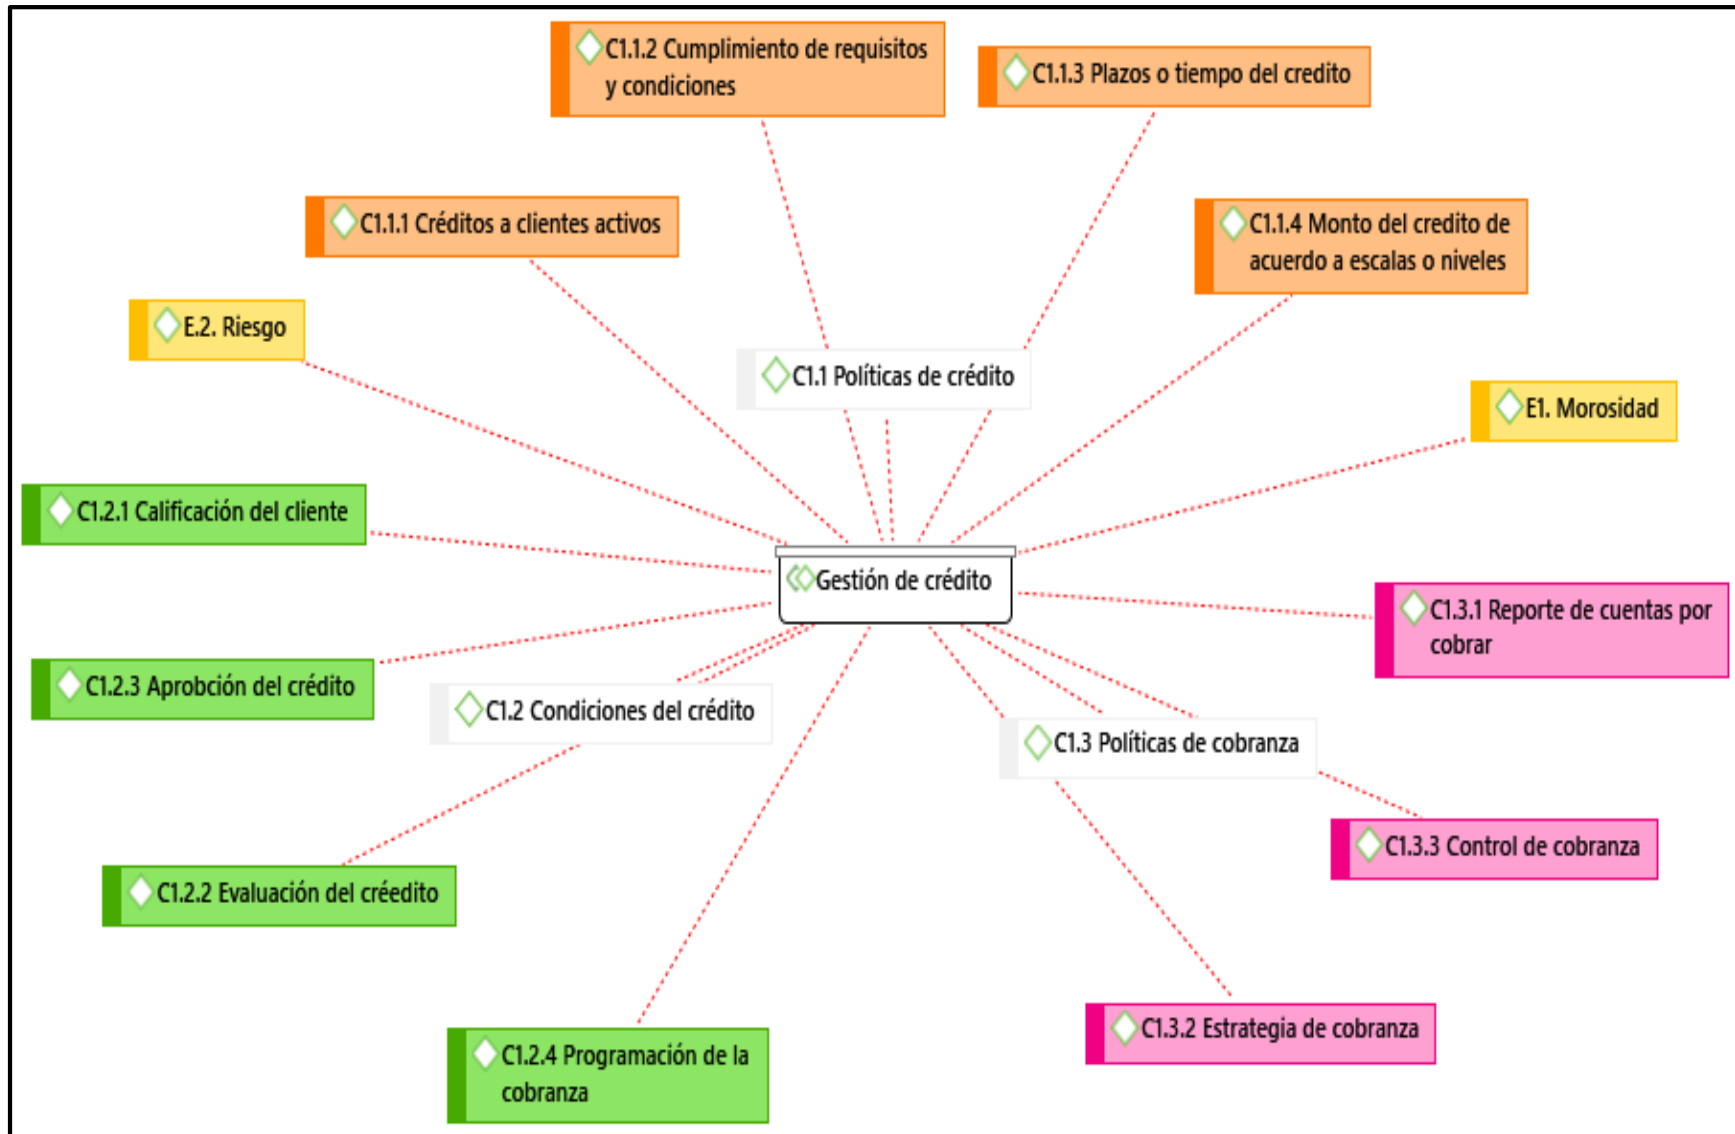 C1.1.2 Cumplimiento de requisitos
y condiciones
C1.1.3 Plazos o tiempo del credito
C1.1.1 Créditos a clientes activos
C1.1.4 Monto del credito de
acuerdo a escalas o niveles
E.2. Riesgo
C1.1 Políticas de crédito
E1. Morosidad
C1.2.1 Calificación del cliente
Gestión de crédito
C1.3.1 Reporte de cuentas por
cobrar
C1.2.3 Aprobción del crédito
C1.2 Condiciones del crédito
C1.3 Políticas de cobranza
C1.3.3 Control de cobranza
C1.2.2 Evaluación del créedito
C1.3.2 Estrategia de cobranza
C1.2.4 Programación de la
cobranza